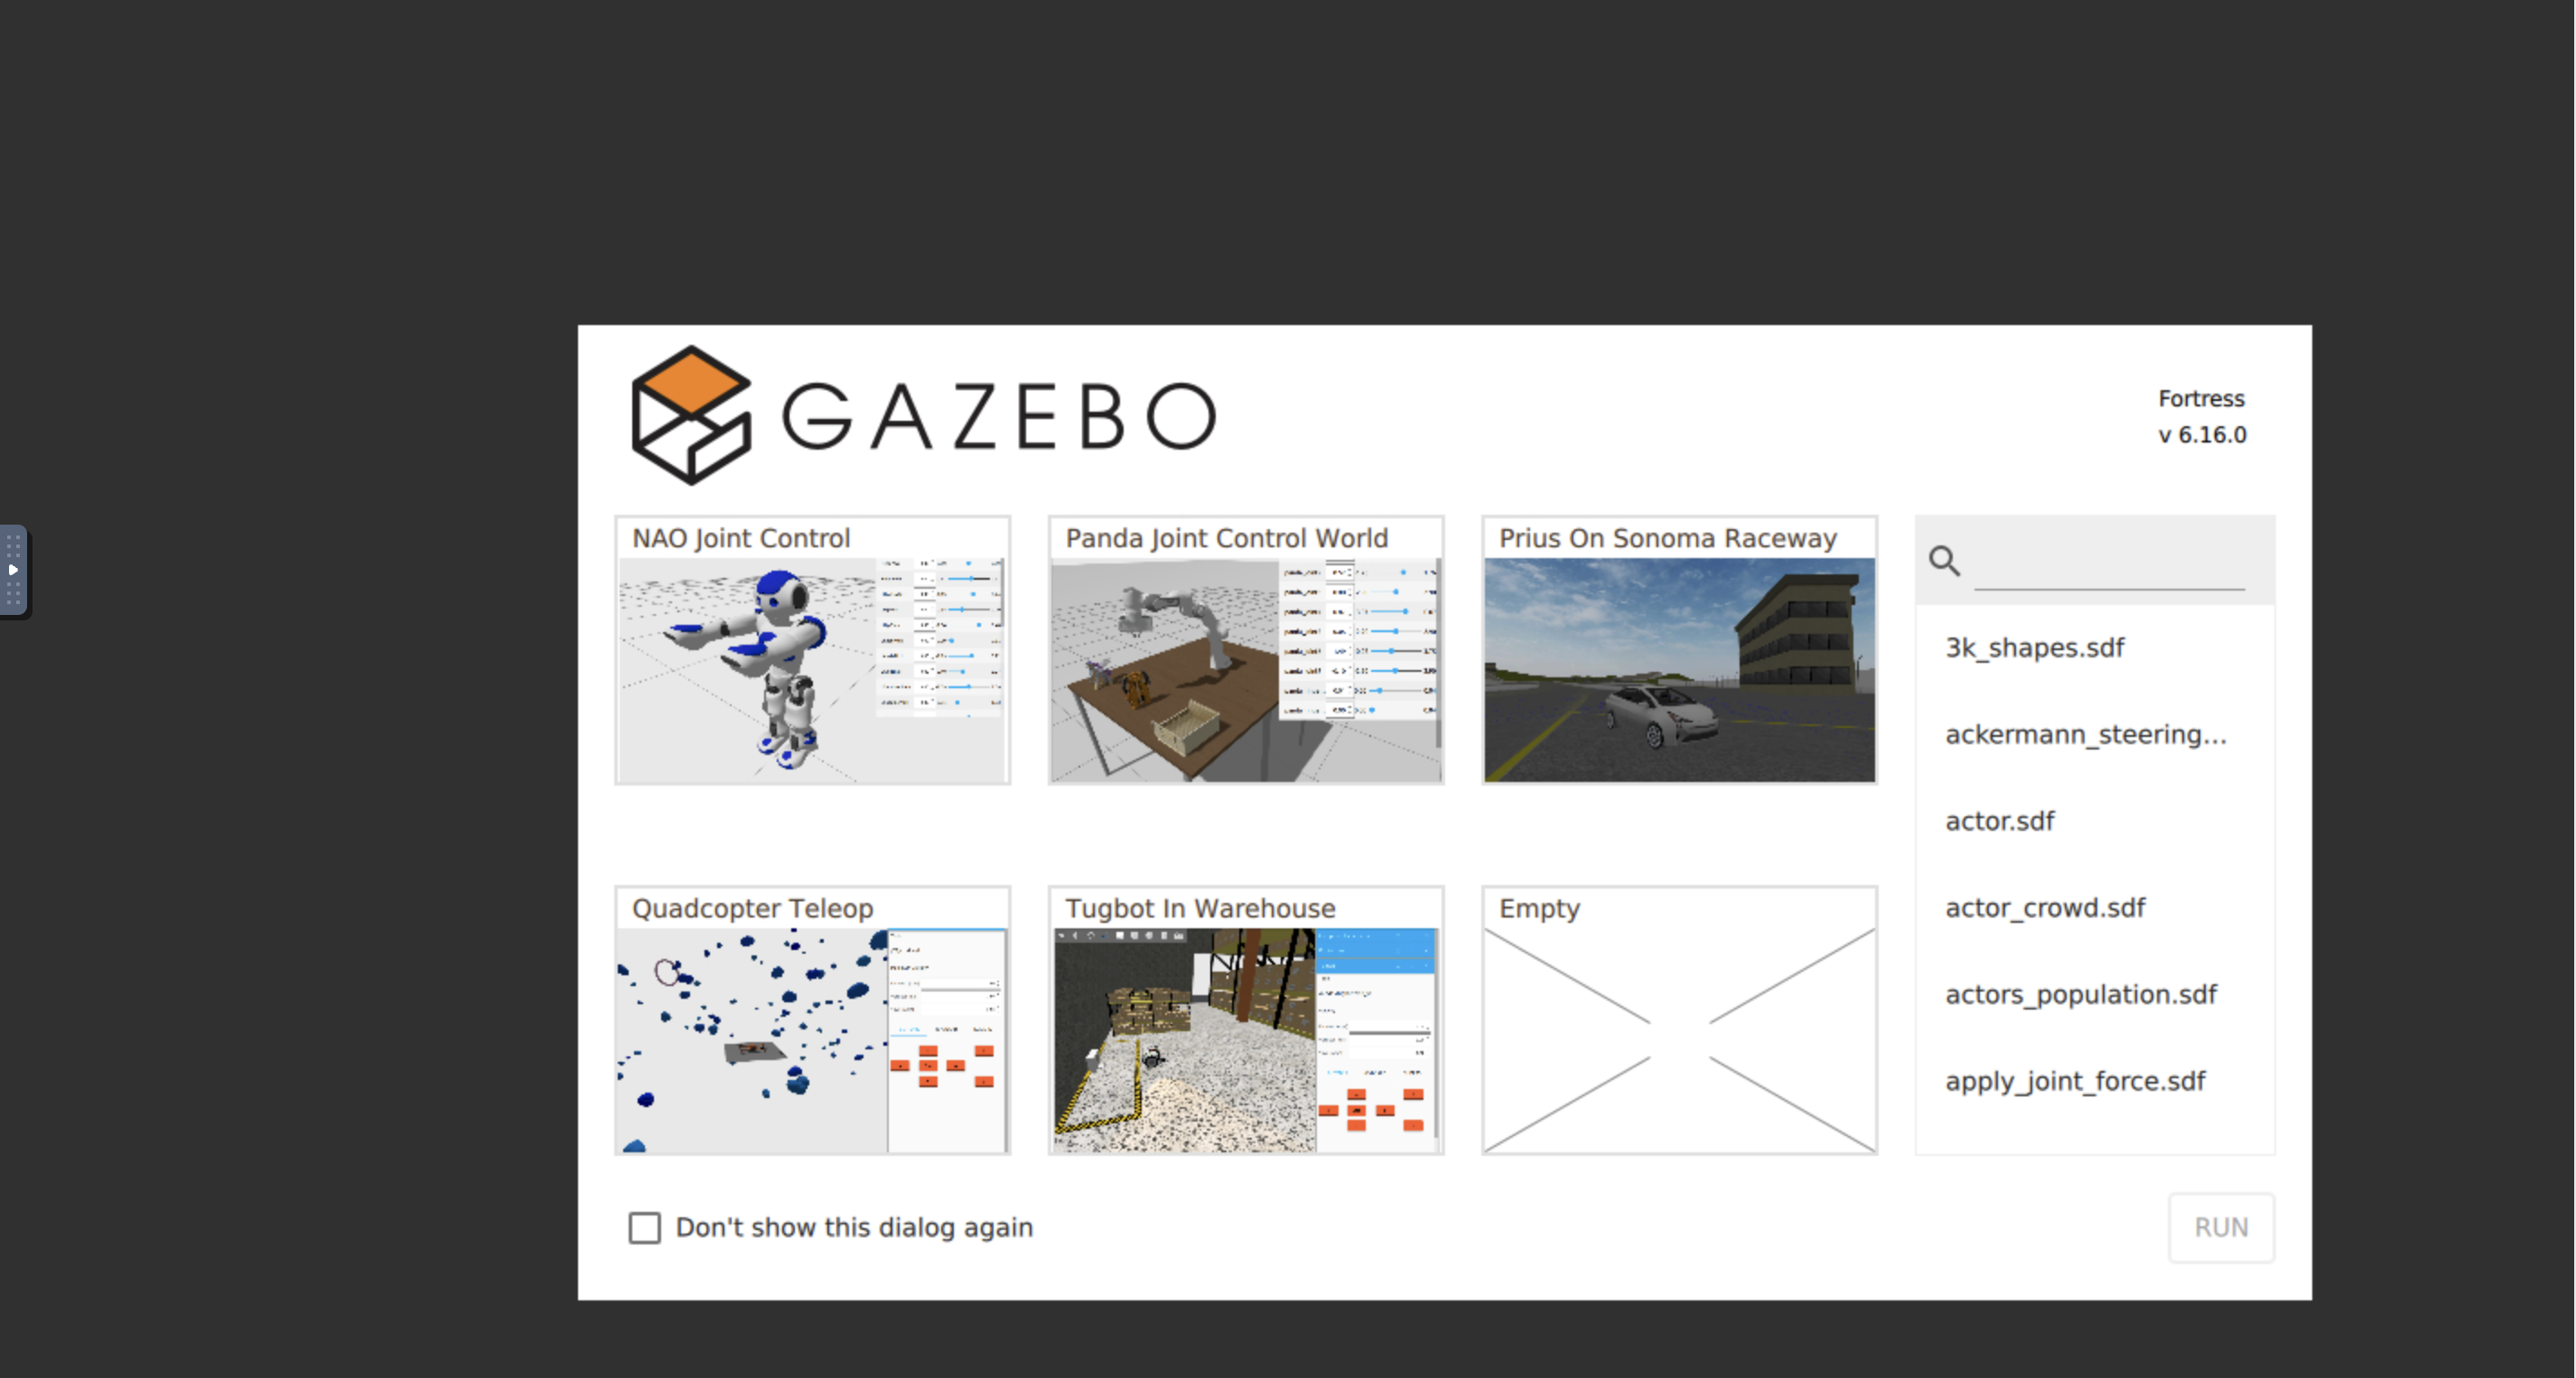 GAZEBO
Fortress
v 6.16.0
NAO Joint Control
Panda Joint Control World
Prius On Sonoma Raceway
3k_shapes.sdf
ackermann_steering...
actor.sdf
actor_crowd.sdf
actors_population.sdf
apply_joint_force.sdf
Quadcopter Teleop
Tugbot In Warehouse
Empty
Don't show this dialog again
RUN